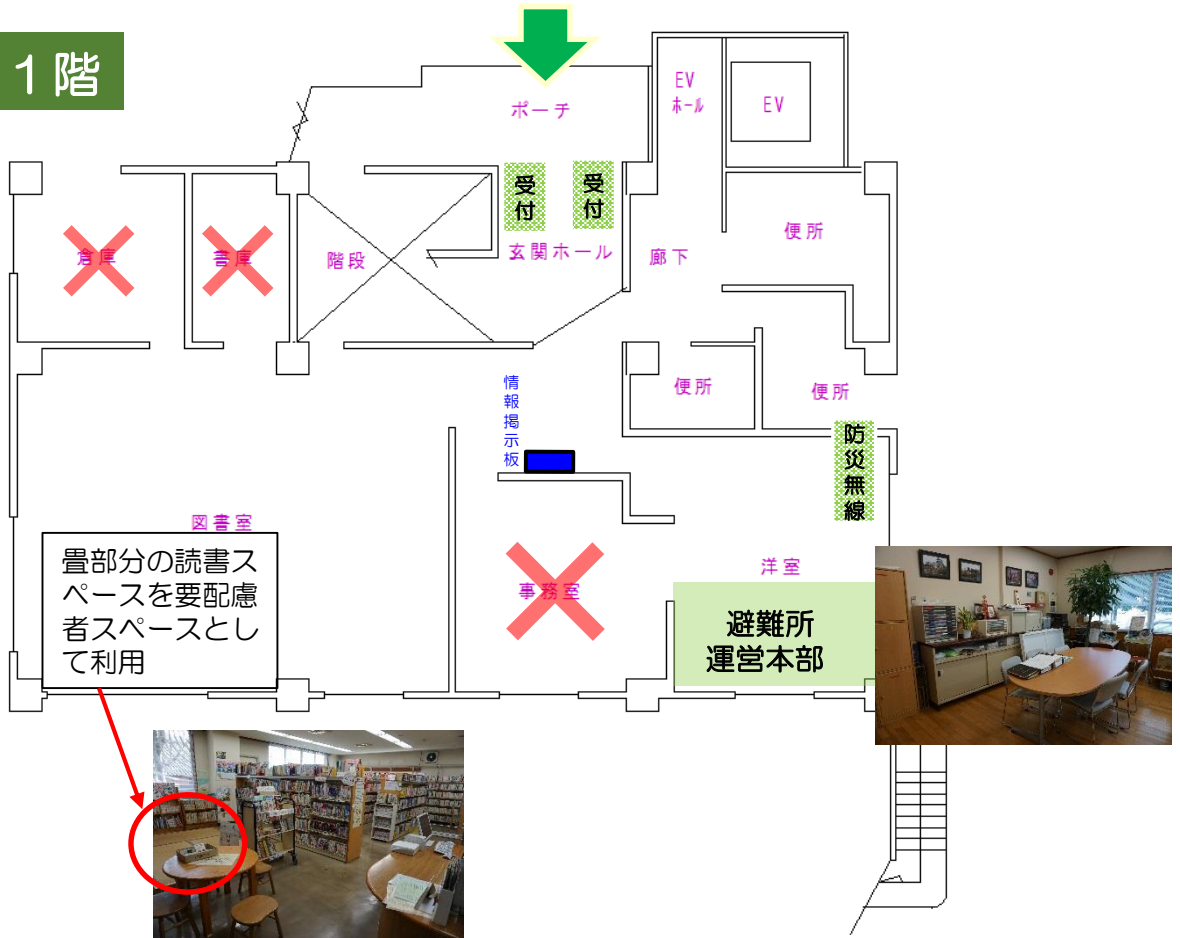 1階
ポーチ
EV
ホール
EV
受付
受付
倉庫
書庫
階段
玄関ホール
廊下
便所
情報掲示板
便所
便所
防災無線
図書室
畳部分の読書ス
ペースを要配慮
者スペースとし
て利用
事務室
洋室
避難所
運営本部